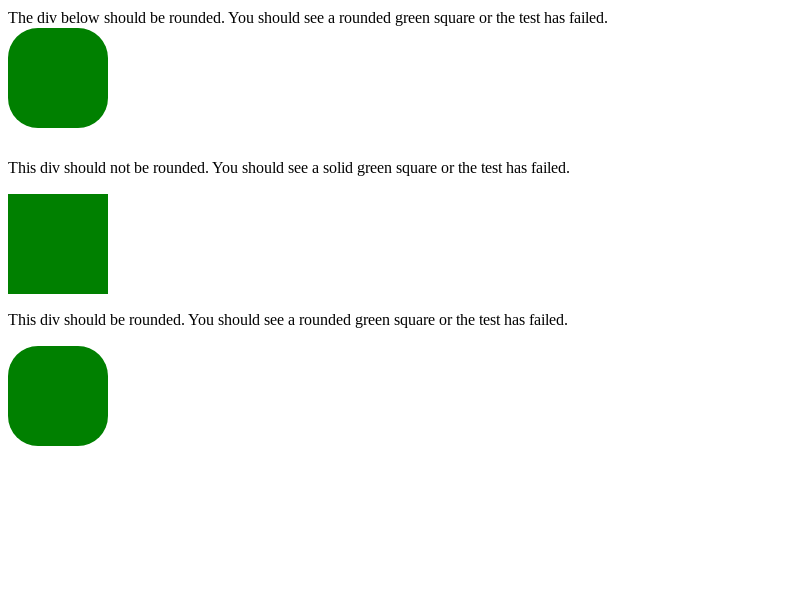 The div below should be rounded. You should see a rounded green square or the test has failed.
This div should not be rounded. You should see a solid green square or the test has failed.
This div should be rounded. You should see a rounded green square or the test has failed.